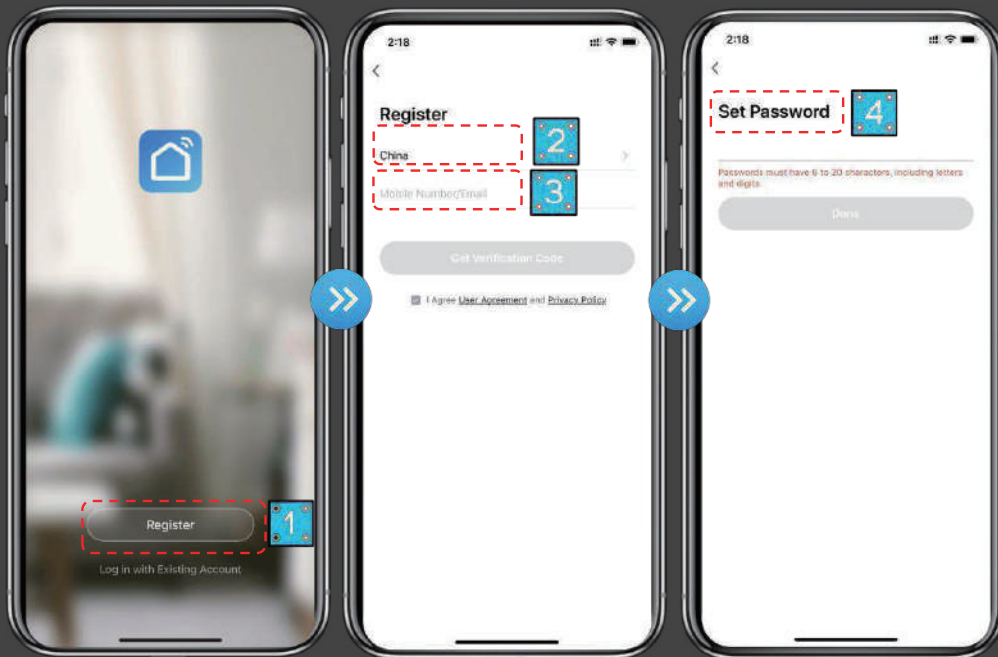 Register
1
Log in with Existing Account
2:18
Register
China
2
Mobile Number/Email
3
Get Verification Code
I Agree User Agreement and Privacy Policy
2:18
Set Password
4
Passwords must have 6 to 20 characters, including letters
and digits.
Done